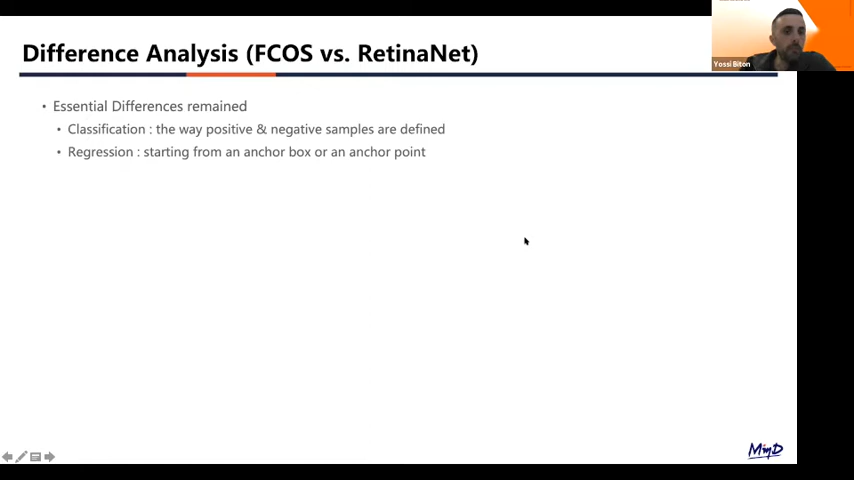 Difference Analysis (FCOS vs. RetinaNet)
Yossi Biton
• Essential Differences remained
• Classification : the way positive & negative samples are defined
• Regression : starting from an anchor box or an anchor point
MinD